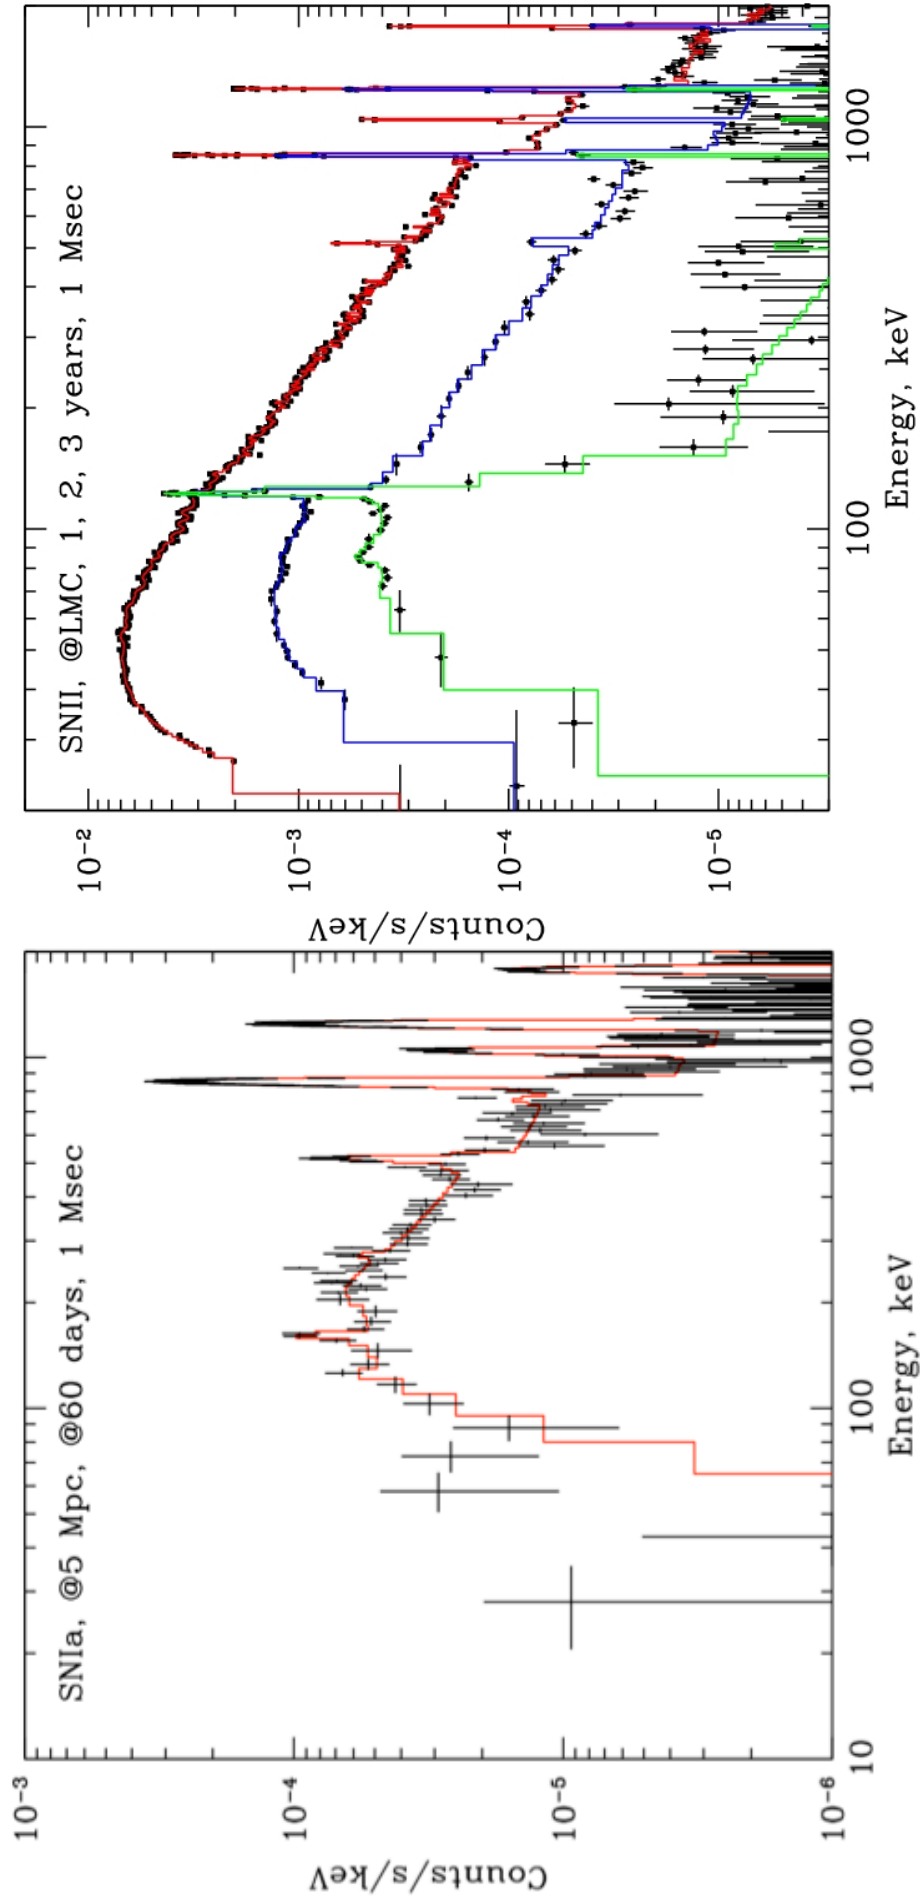 SNIa, @5 Mpc, @60 days, 1 Msec
Counts/s/keV
10⁻³
10⁻⁴
10⁻⁵
10⁻⁶
10
100
1000
Energy, keV
SNII, @LMC, 1, 2, 3 years, 1 Msec
Counts/s/keV
10⁻²
10⁻³
10⁻⁴
10⁻⁵
100
1000
Energy, keV